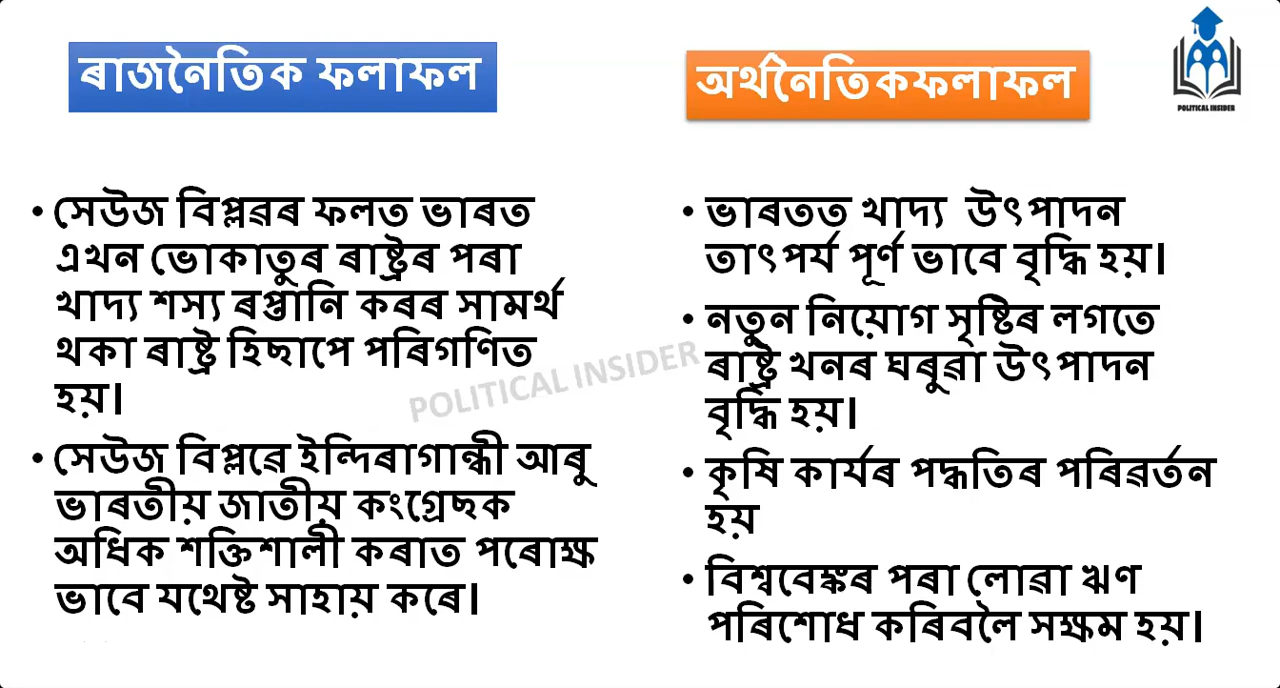 ৰাজনৈতিক ফলাফল
অৰ্থনৈতিকফলাফল
POLITICAL INSIDER
• সেউজ বিপ্লৱৰ ফলত ভাৰত
এখন ভোকাতুৰ ৰাষ্ট্ৰৰ পৰা
খাদ্য শস্য ৰপ্তানি কৰৰ সামৰ্থ
থকা ৰাষ্ট্ৰ হিছাপে পৰিগণিত
হয়।
• সেউজ বিপ্লৱে ইন্দিৰাগান্ধী আৰু
ভাৰতীয় জাতীয় কংগ্ৰেছক
অধিক শক্তিশালী কৰাত পৰোক্ষ
ভাবে যথেষ্ট সাহায় কৰে।
POLITICAL INSIDER
• ভাৰতত খাদ্য উৎপাদন
তাৎপৰ্য পূৰ্ণ ভাবে বৃদ্ধি হয়।
• নতুন নিয়োগ সৃষ্টিৰ লগতে
ৰাষ্ট্ৰ খনৰ ঘৰুৱা উৎপাদন
বৃদ্ধি হয়।
• কৃষি কাৰ্যৰ পদ্ধতিৰ পৰিৱৰ্তন
হয়
• বিশ্ববেঙ্কৰ পৰা লোৱা ঋণ
পৰিশোধ কৰিবলৈ সক্ষম হয়।